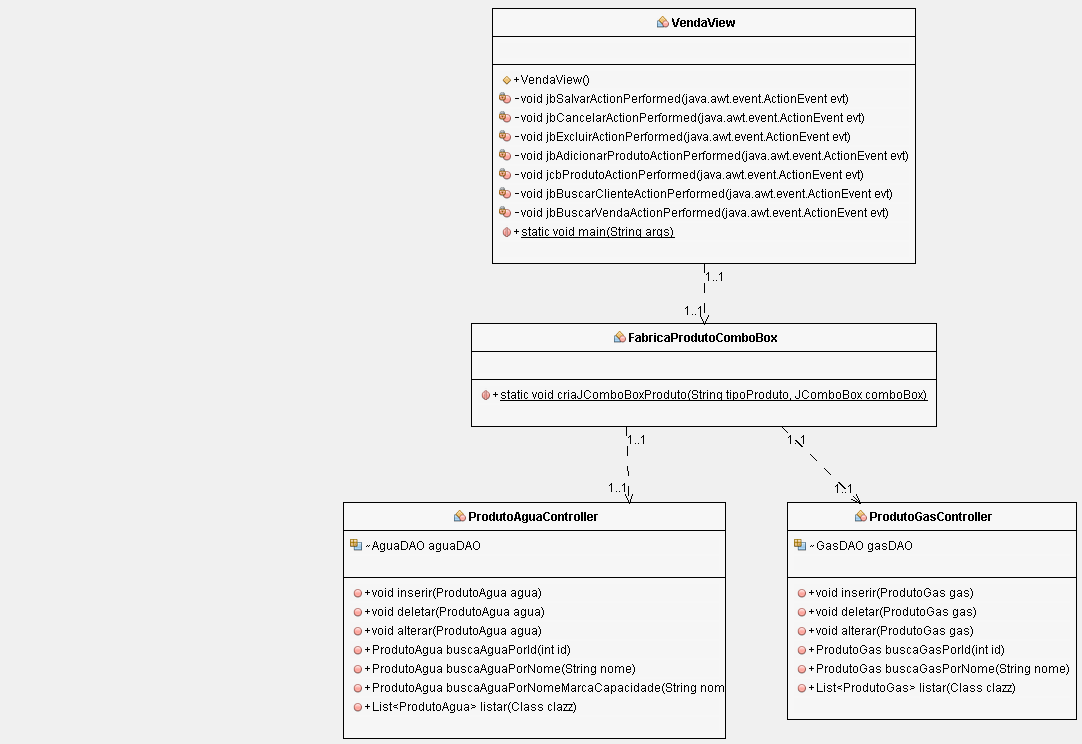 VendaView
+VendaView()
-void jbSalvarActionPerformed(java.awt.event.ActionEvent evt)
-void jbCancelarActionPerformed(java.awt.event.ActionEvent evt)
-void jbExcluirActionPerformed(java.awt.event.ActionEvent evt)
-void jbAdicionarProdutoActionPerformed(java.awt.event.ActionEvent evt)
-void jcbProdutoActionPerformed(java.awt.event.ActionEvent evt)
-void jbBuscarClienteActionPerformed(java.awt.event.ActionEvent evt)
-void jbBuscarVendaActionPerformed(java.awt.event.ActionEvent evt)
+static void main(String args)
1..1
1..1
FabricaProdutoComboBox
+static void criaJComboBoxProduto(String tipoProduto, JComboBox comboBox)
1..1
1..1
1..1
1..1
ProdutoAguaController
~AguaDAO aguaDAO
+void inserir(ProdutoAgua agua)
+void deletar(ProdutoAgua agua)
+void alterar(ProdutoAgua agua)
+ProdutoAgua buscaAguaPorId(int id)
+ProdutoAgua buscaAguaPorNome(String nome)
+ProdutoAgua buscaAguaPorNomeMarcaCapacidade(String nom
+List<ProdutoAgua> listar(Class clazz)
ProdutoGasController
~GasDAO gasDAO
+void inserir(ProdutoGas gas)
+void deletar(ProdutoGas gas)
+void alterar(ProdutoGas gas)
+ProdutoGas buscaGasPorId(int id)
+ProdutoGas buscaGasPorNome(String nome)
+List<ProdutoGas> listar(Class clazz)